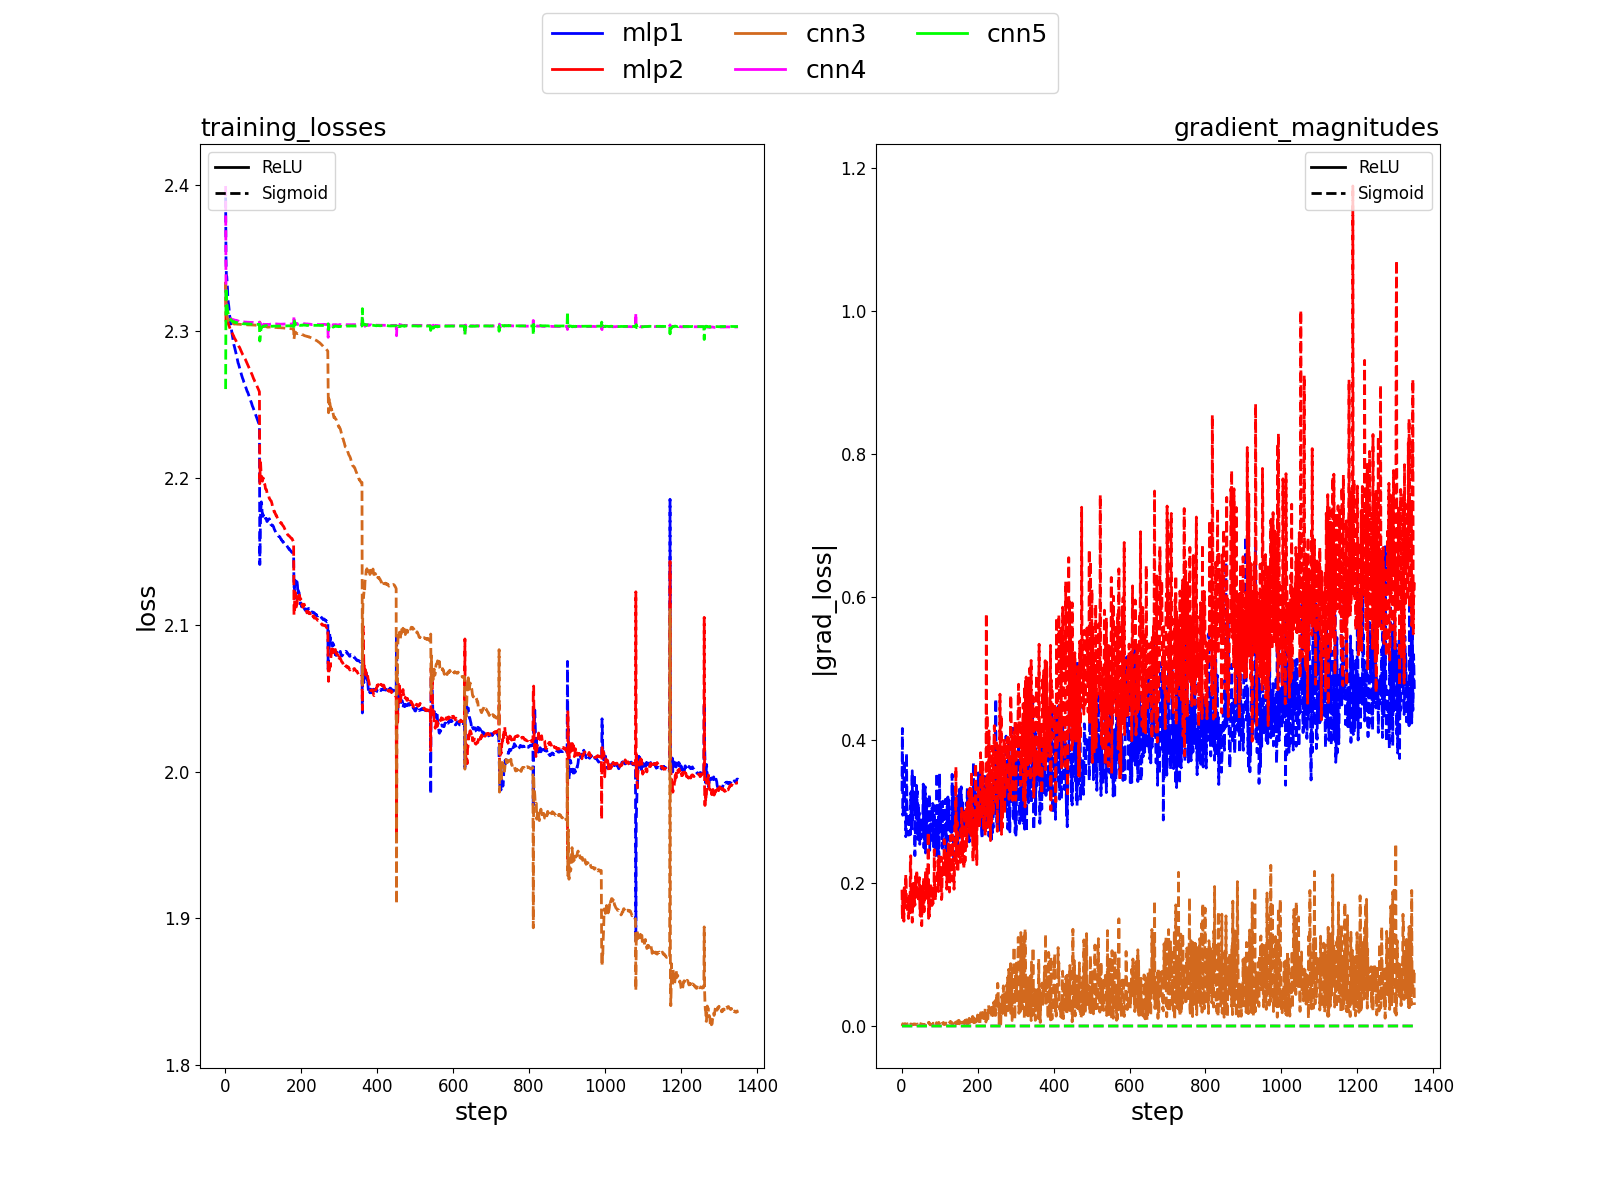 mlp1 cnn3 cnn5
mlp2 cnn4
training_losses
gradient_magnitudes
ReLU
Sigmoid
ReLU
Sigmoid
loss
2.4
2.3
2.2
2.1
2.0
1.9
1.8
0 200 400 600 800 1000 1200 1400
step
|grad_loss|
1.2
1.0
0.8
0.6
0.4
0.2
0.0
0 200 400 600 800 1000 1200 1400
step